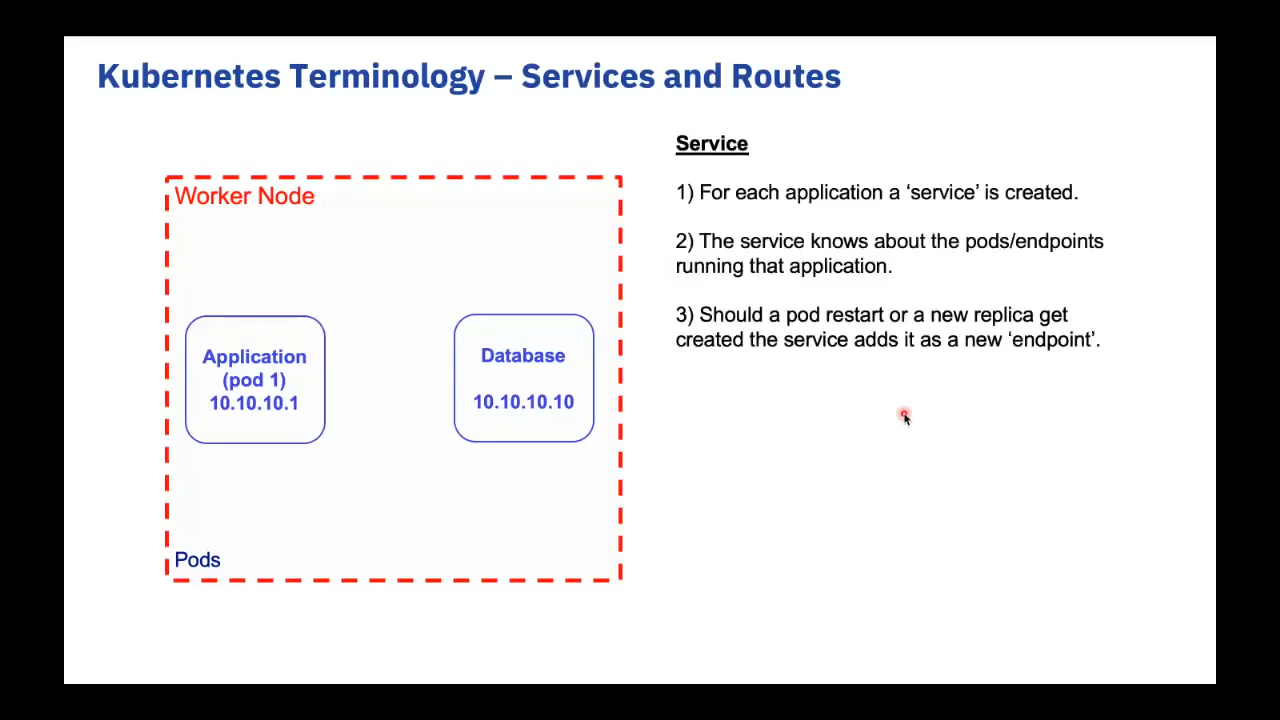 Kubernetes Terminology – Services and Routes
Service
Worker Node
1) For each application a ‘service’ is created.
2) The service knows about the pods/endpoints
running that application.
3) Should a pod restart or a new replica get
created the service adds it as a new ‘endpoint’.
Application
(pod 1)
10.10.10.1
Database
10.10.10.10
Pods